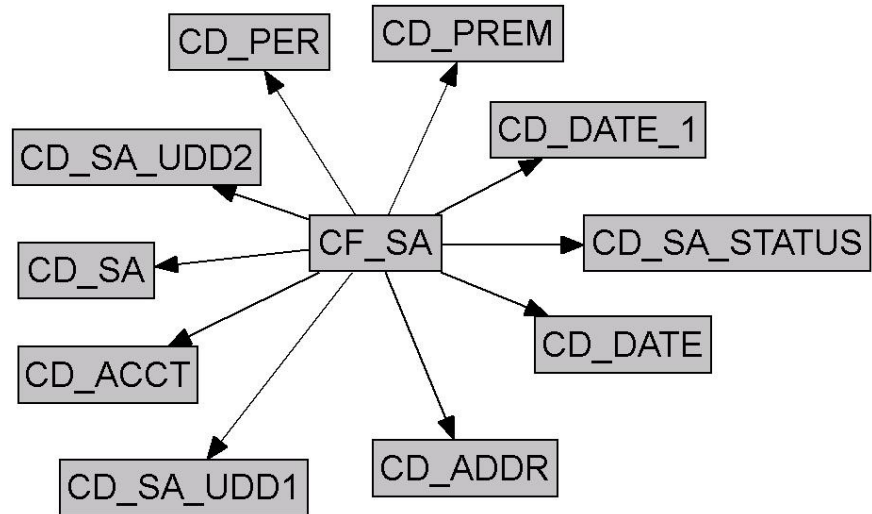 CD_PER
CD_PREM
CD_DATE_1
CD_SA_UDD2
CF_SA
CD_SA_STATUS
CD_SA
CD_DATE
CD_ACCT
CD_ADDR
CD_SA_UDD1